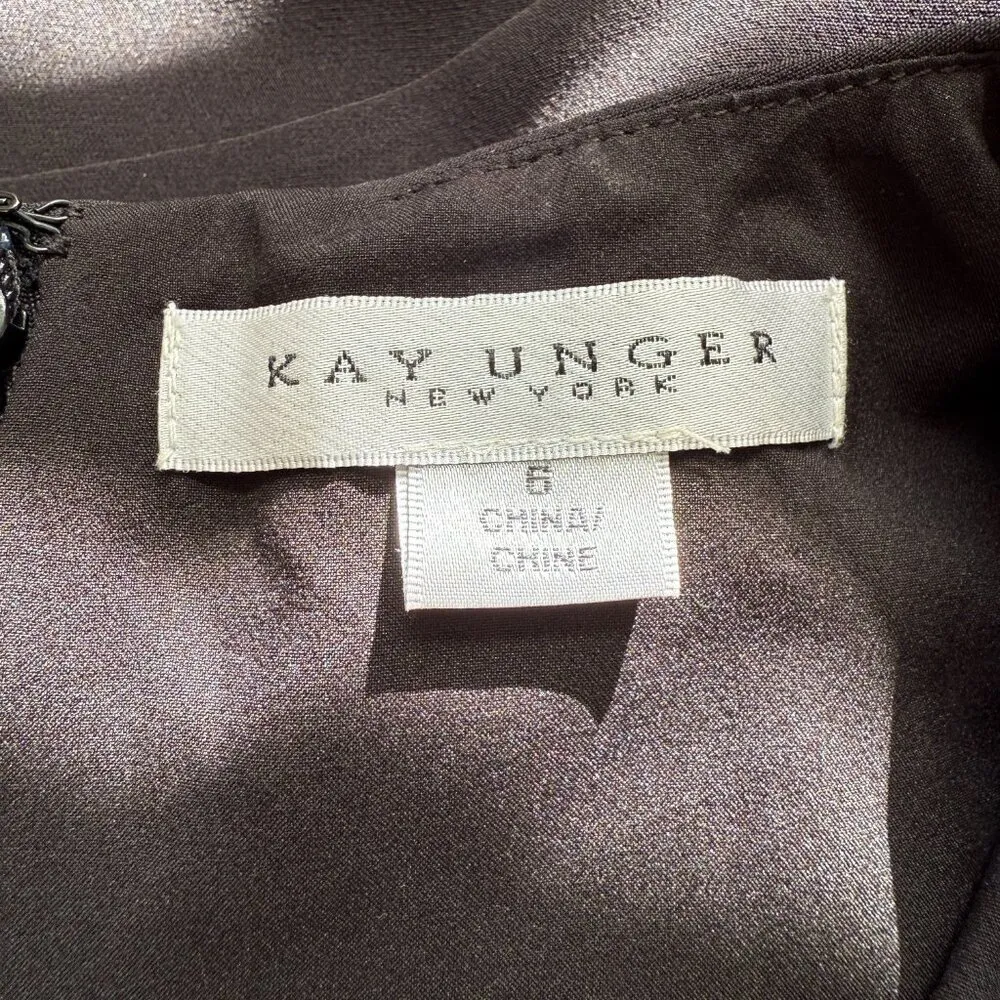 KAY UNGER
NEW YORK
6
CHINA/
CHINE